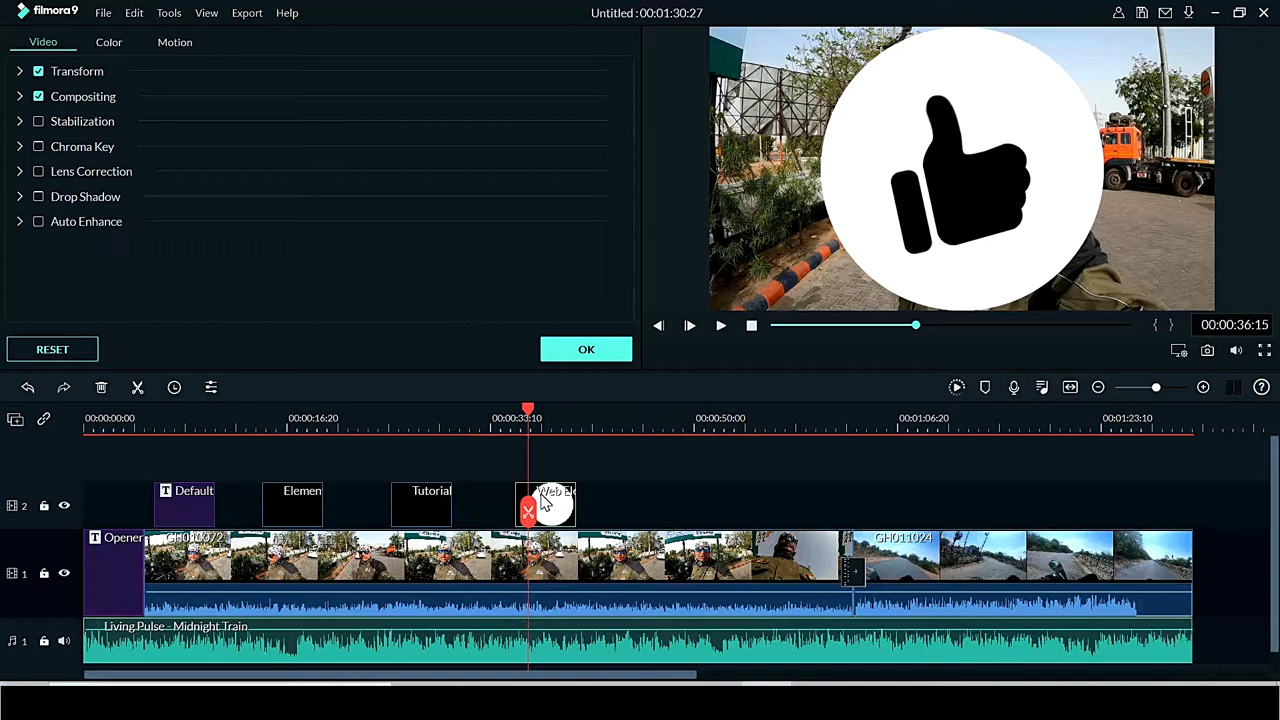 filmora9 File Edit Tools View Export Help Untitled : 00:01:30:27
Video Color Motion
Transform
Compositing
Stabilization
Chroma Key
Lens Correction
Drop Shadow
Auto Enhance
RESET OK
00:00:36:15
00:00:00:00 00:00:16:20 00:00:33:10 00:00:50:00 00:01:06:20 00:01:23:10
2 T Default Elemen Tutorial Web Ele
T Opener GH010072 GH011024
1
Living Pulse - Midnight Train
1